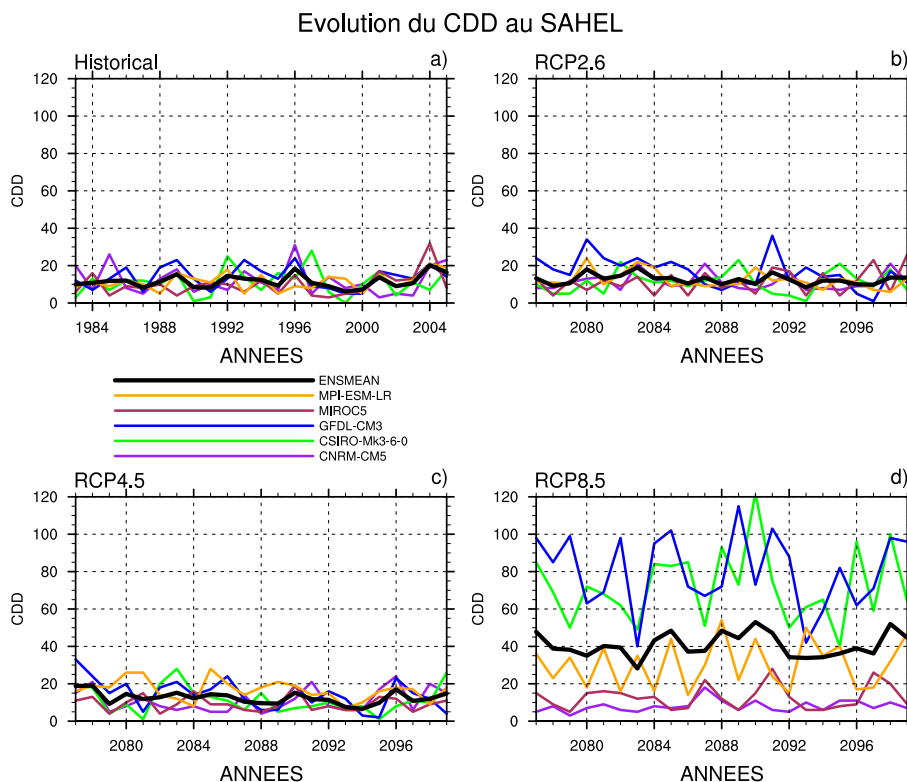 Evolution du CDD au SAHEL
Historical a)
120
100
80
60
40
20
0
CDD
1984 1988 1992 1996 2000 2004
ANNEES
RCP2.6 b)
120
100
80
60
40
20
0
CDD
2080 2084 2088 2092 2096
ANNEES
ENSMEAN
MPI-ESM-LR
MIROC5
GFDL-CM3
CSIRO-Mk3-6-0
CNRM-CM5
RCP4.5 c)
120
100
80
60
40
20
0
CDD
2080 2084 2088 2092 2096
ANNEES
RCP8.5 d)
120
100
80
60
40
20
0
CDD
2080 2084 2088 2092 2096
ANNEES